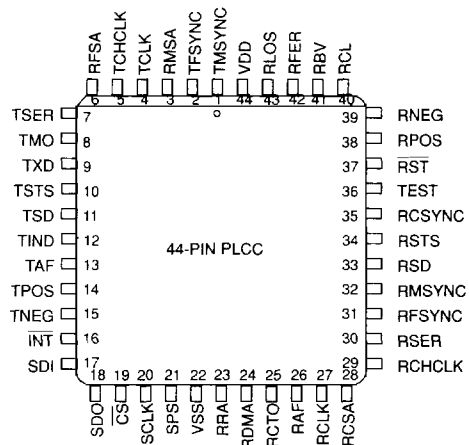 RFSA TCHCLK TCLK RMSA TFSYNC TMSYNC VDD RLOS RFER RBV RCL
6 5 4 3 2 1 44 43 42 41 40
TSER 7 39 RNEG
TMO 8 38 RPOS
TXD 9 37 RST
TSTS 10 36 TEST
TSD 11 35 RCSYNC
TIND 12 34 RSTS
TAF 13 33 RSD
TPOS 14 32 RMSYNC
TNEG 15 31 RFSYNC
INT 16 30 RSER
SDI 17 29 RCHCLK
44-PIN PLCC
18 19 20 21 22 23 24 25 26 27 28
SDO CS SCLK SPS VSS RRA RDMA RCTO RAF RCLK RCSA